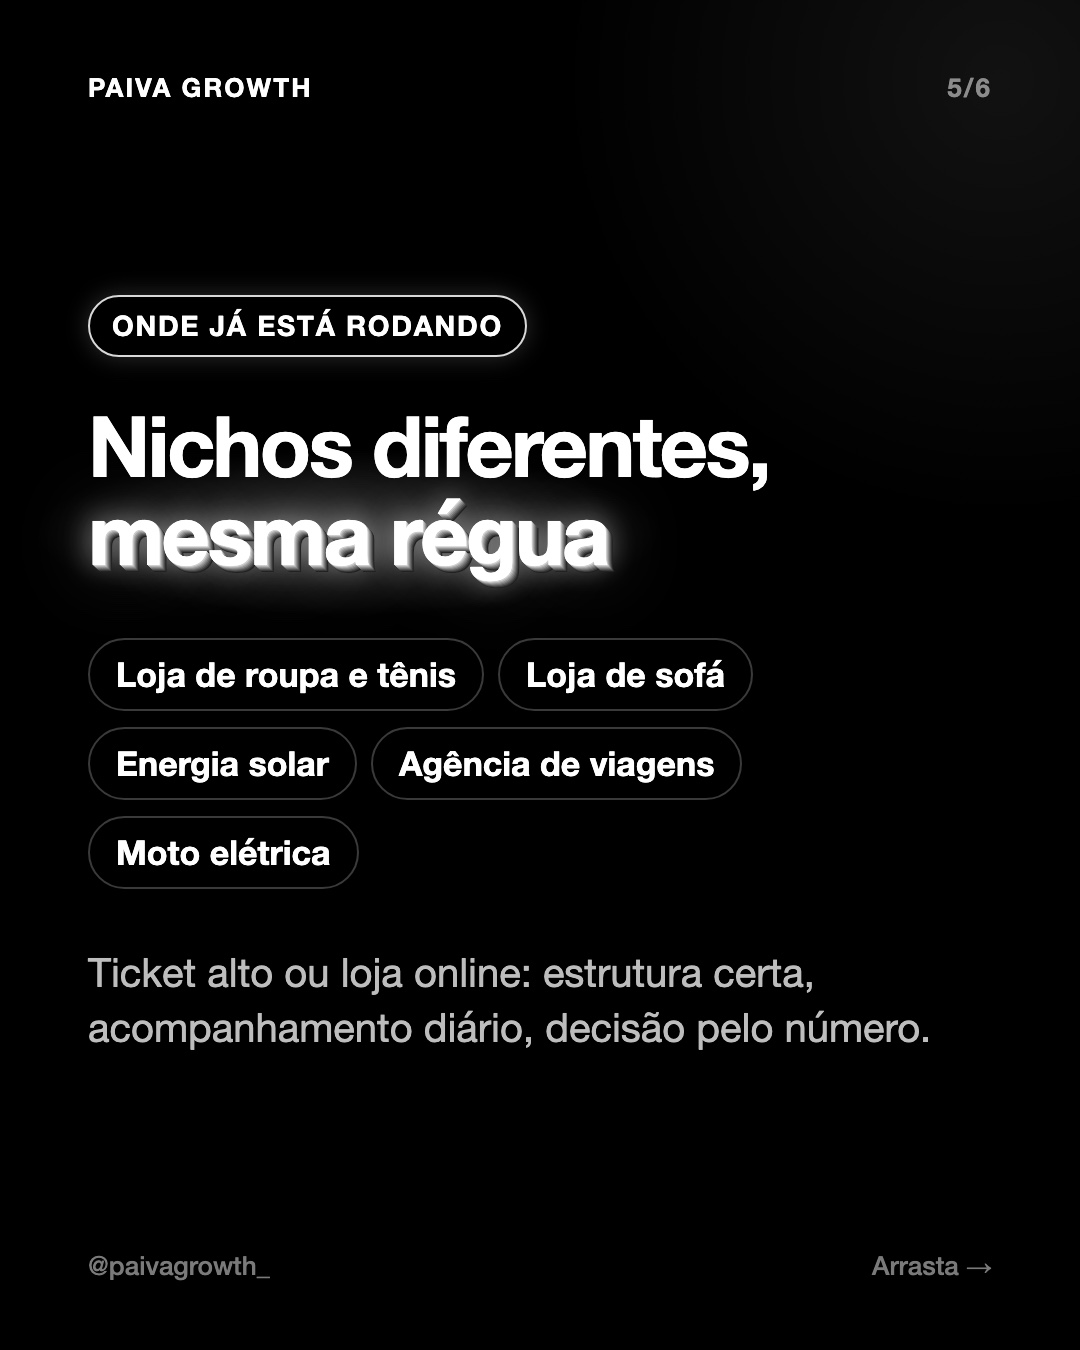 PAIVA GROWTH
5/6
ONDE JÁ ESTÁ RODANDO
Nichos diferentes,
mesma régua
Loja de roupa e tênis
Loja de sofá
Energia solar
Agência de viagens
Moto elétrica
Ticket alto ou loja online: estrutura certa,
acompanhamento diário, decisão pelo número.
@paivagrowth_
Arrasta →